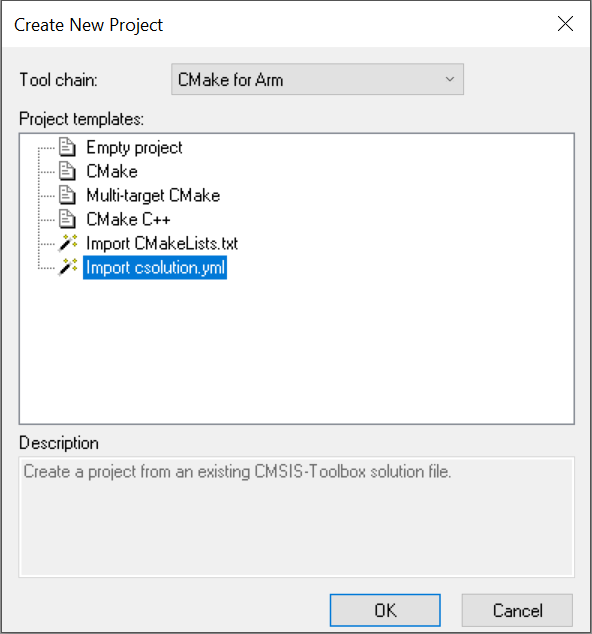 Create New Project
Tool chain:
CMake for Arm
Project templates:
Empty project
CMake
Multi-target CMake
CMake C++
Import CMakeLists.txt
Import csolution.yml
Description
Create a project from an existing CMSIS-Toolbox solution file.
OK
Cancel